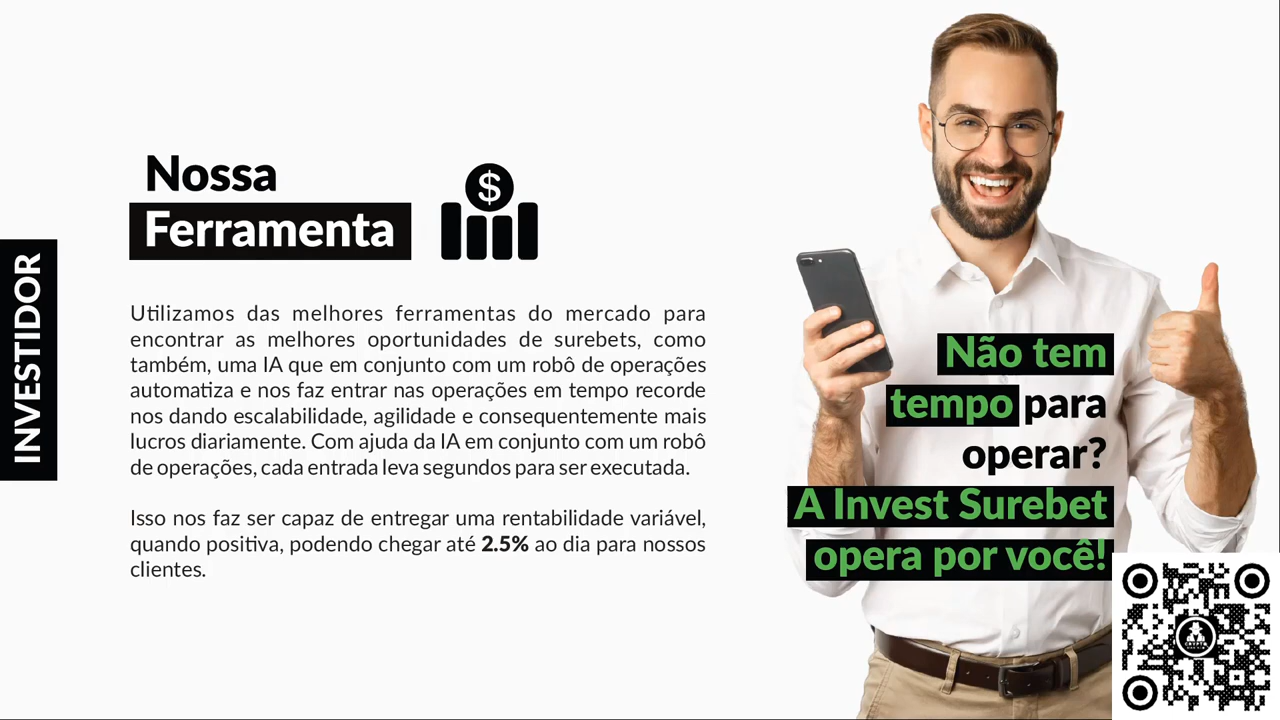 INVESTIDOR
Nossa
Ferramenta
$
Utilizamos das melhores ferramentas do mercado para
encontrar as melhores oportunidades de surebets, como
também, uma IA que em conjunto com um robô de operações
automatiza e nos faz entrar nas operações em tempo recorde
nos dando escalabilidade, agilidade e consequentemente mais
lucros diariamente. Com ajuda da IA em conjunto com um robô
de operações, cada entrada leva segundos para ser executada.
Isso nos faz ser capaz de entregar uma rentabilidade variável,
quando positiva, podendo chegar até 2.5% ao dia para nossos
clientes.
Não tem
tempo para
operar?
A Invest Surebet
opera por você!